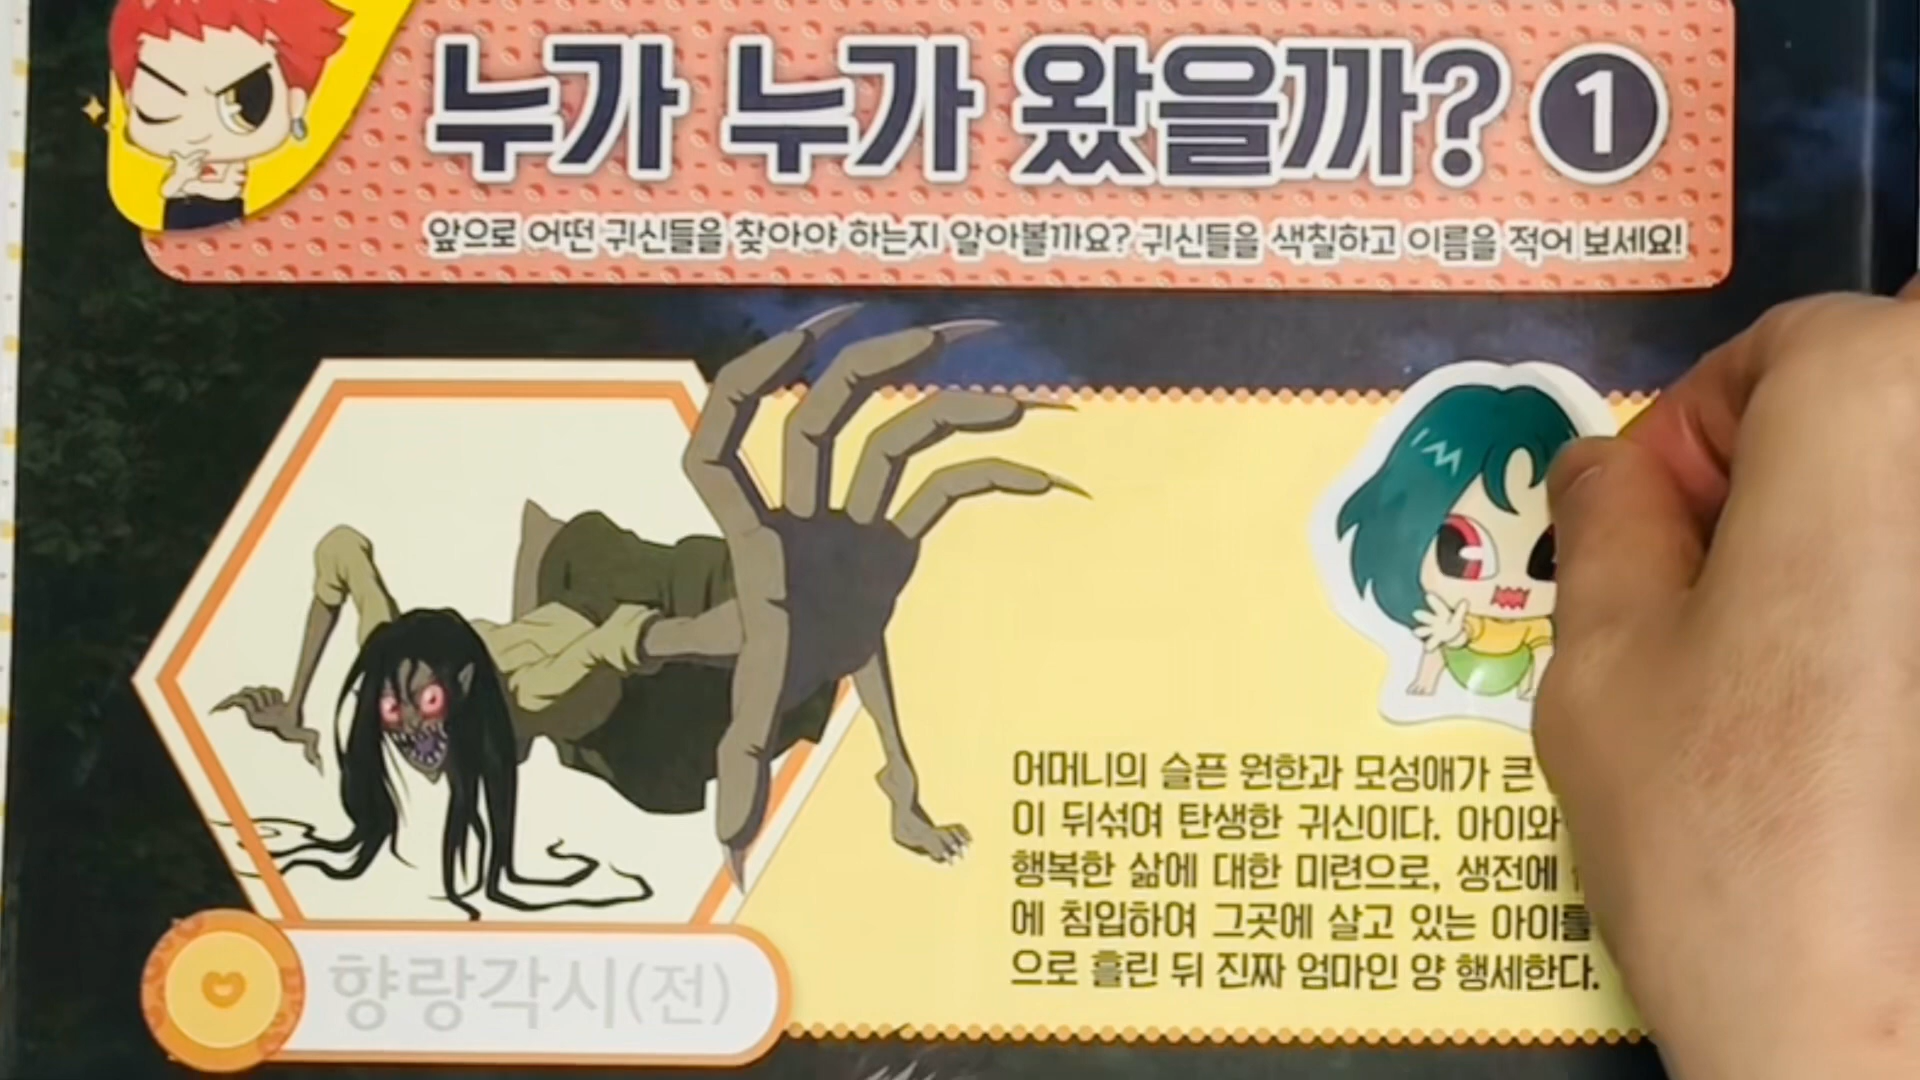 누가 누가 왔을까? 1
앞으로 어떤 귀신들을 찾아야 하는지 알아볼까요? 귀신들을 색칠하고 이름을 적어 보세요!
어머니의 슬픈 원한과 모성애가 큰
이 뒤섞여 탄생한 귀신이다. 아이와
행복한 삶에 대한 미련으로, 생전에
에 침입하여 그곳에 살고 있는 아이를
으로 흘린 뒤 진짜 엄마인 양 행세한다.
향랑각시(전)